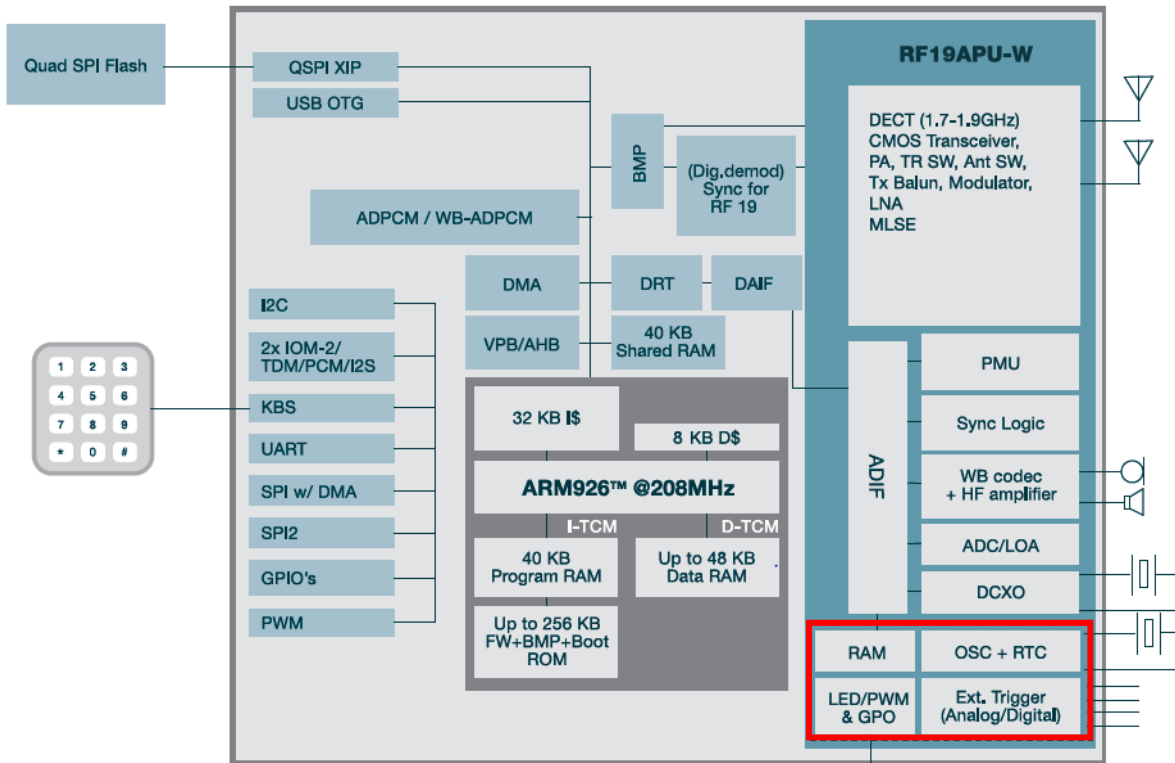 Quad SPI Flash
QSPI XIP
USB OTG
ADPCM / WB-ADPCM
BMP
(Dig.demod)
Sync for
RF 19
DMA
DRT
DAIF
VPB/AHB
40 KB
Shared RAM
I2C
2x IOM-2/
TDM/PCM/I2S
KBS
UART
SPI w/ DMA
SPI2
GPIO's
PWM
1 2 3
4 5 6
7 8 9
* 0 #
32 KB I$
8 KB D$
ARM926™ @208MHz
I-TCM
D-TCM
40 KB
Program RAM
Up to 48 KB
Data RAM
Up to 256 KB
FW+BMP+Boot
ROM
RF19APU-W
DECT (1.7-1.9GHz)
CMOS Transceiver,
PA, TR SW, Ant SW,
Tx Balun, Modulator,
LNA
MLSE
ADIF
PMU
Sync Logic
WB codec
+ HF amplifier
ADC/LOA
DCXO
RAM
OSC + RTC
LED/PWM
& GPO
Ext. Trigger
(Analog/Digital)